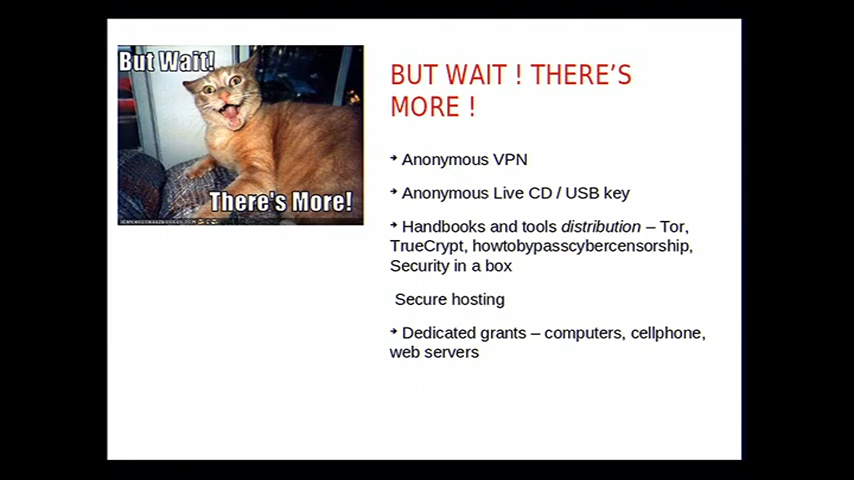 But Wait!
There's More!
BUT WAIT ! THERE'S
MORE !
➔ Anonymous VPN
➔ Anonymous Live CD / USB key
➔ Handbooks and tools distribution – Tor,
TrueCrypt, howtobypasscybercensorship,
Security in a box
Secure hosting
➔ Dedicated grants – computers, cellphone,
web servers